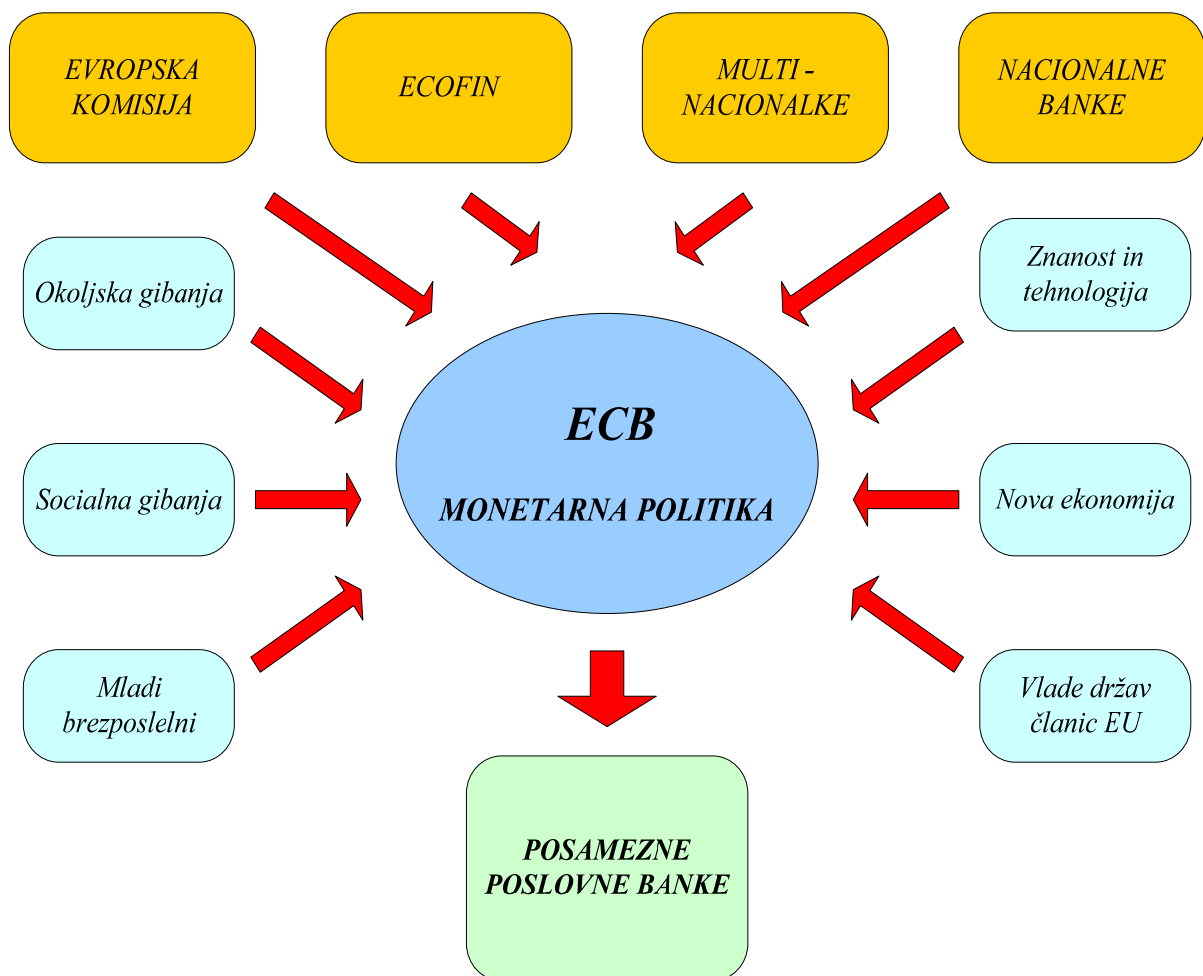 EVROPSKA
KOMISIJA
ECOFIN
MULTI -
NACIONALKE
NACIONALNE
BANKE
Okoljska gibanja
Znanost in
tehnologija
ECB
MONETARNA POLITIKA
Socialna gibanja
Nova ekonomija
Mladi
brezposlelni
Vlade držav
članic EU
POSAMEZNE
POSLOVNE BANKE